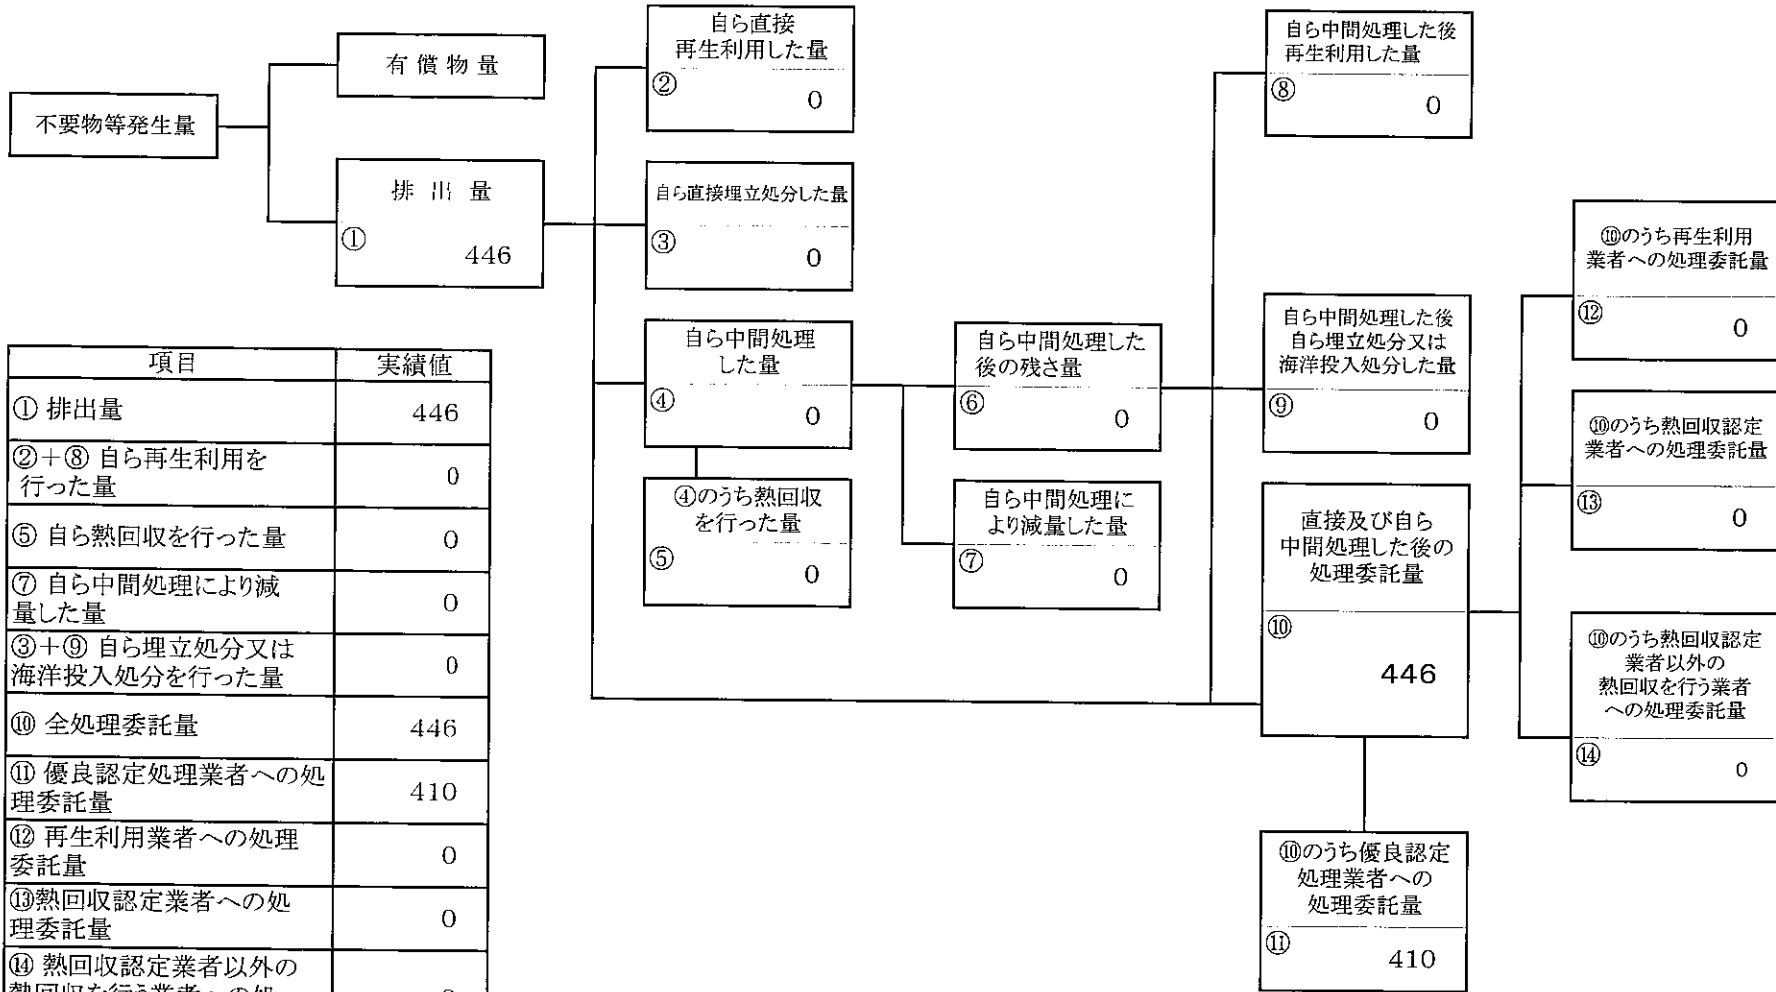 不要物等発生量
有 償 物 量
排 出 量
①
446
自ら直接
再生利用した量
②
0
自ら直接埋立処分した量
③
0
自ら中間処理
した量
④
0
④のうち熱回収
を行った量
⑤
0
自ら中間処理した
後の残さ量
⑥
0
自ら中間処理に
より減量した量
⑦
0
自ら中間処理した後
再生利用した量
⑧
0
自ら中間処理した後
自ら埋立処分又は
海洋投入処分した量
⑨
0
直接及び自ら
中間処理した後の
処理委託量
⑩
446
⑩のうち優良認定
処理業者への
処理委託量
⑪
410
⑩のうち再生利用
業者への処理委託量
⑫
0
⑩のうち熱回収認定
業者への処理委託量
⑬
0
⑩のうち熱回収認定
業者以外の
熱回収を行う業者
への処理委託量
⑭
0
項目 実績値
① 排出量 446
②+⑧ 自ら再生利用を
行った量 0
⑤ 自ら熱回収を行った量 0
⑦ 自ら中間処理により減
量した量 0
③+⑨ 自ら埋立処分又は
海洋投入処分を行った量 0
⑩ 全処理委託量 446
⑪ 優良認定処理業者への処
理委託量 410
⑫ 再生利用業者への処理
委託量 0
⑬熱回収認定業者への処
理委託量 0
⑭ 熱回収認定業者以外の
熱回収を行う業者への処 0